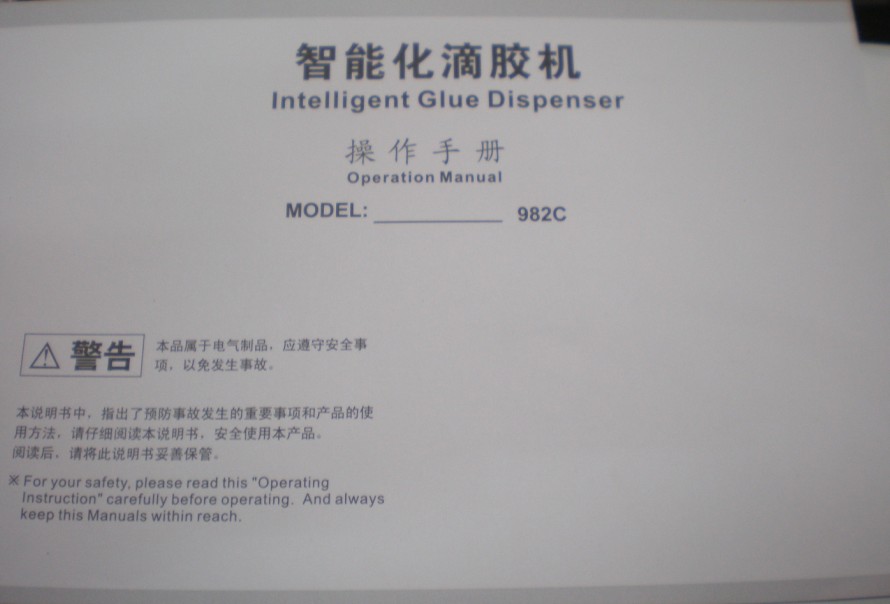 智能化滴胶机
Intelligent Glue Dispenser
操作手册
Operation Manual
MODEL: ____________ 982C
警告
本品属于电气制品，应遵守安全事
项，以免发生事故。
本说明书中，指出了预防事故发生的重要事项和产品的使
用方法，请仔细阅读本说明书，安全使用本产品。
阅读后，请将此说明书妥善保管。
※ For your safety, please read this "Operating
Instruction" carefully before operating. And always
keep this Manuals within reach.